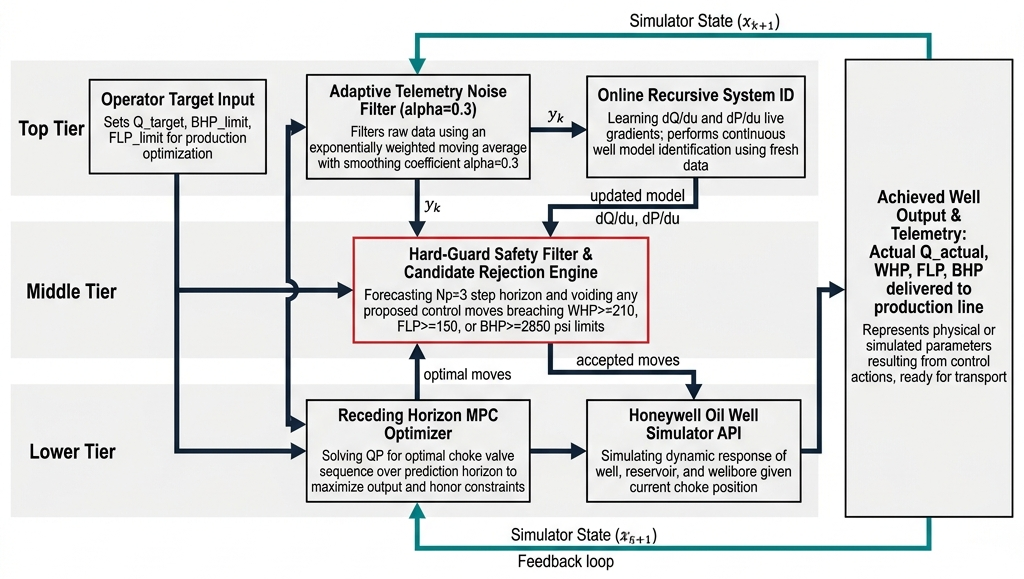 Simulator State (xₖ₊₁)
Top Tier
Operator Target Input
Sets Q_target, BHP_limit,
FLP_limit for production
optimization
Adaptive Telemetry Noise
Filter (alpha=0.3)
Filters raw data using an
exponentially weighted moving average
with smoothing coefficient alpha=0.3
yₖ
Online Recursive System ID
Learning dQ/du and dP/du live
gradients; performs continuous
well model identification using fresh
data
yₖ
updated model
dQ/du, dP/du
Middle Tier
Hard-Guard Safety Filter &
Candidate Rejection Engine
Forecasting Np=3 step horizon and voiding any
proposed control moves breaching WHP>=210,
FLP>=150, or BHP>=2850 psi limits
optimal moves
accepted moves
Lower Tier
Receding Horizon MPC
Optimizer
Solving QP for optimal choke valve
sequence over prediction horizon to
maximize output and honor constraints
Honeywell Oil Well
Simulator API
Simulating dynamic response of
well, reservoir, and wellbore given
current choke position
Achieved Well
Output &
Telemetry:
Actual Q_actual,
WHP, FLP, BHP
delivered to
production line
Represents physical or
simulated parameters
resulting from control
actions, ready for transport
Simulator State
Feedback loop